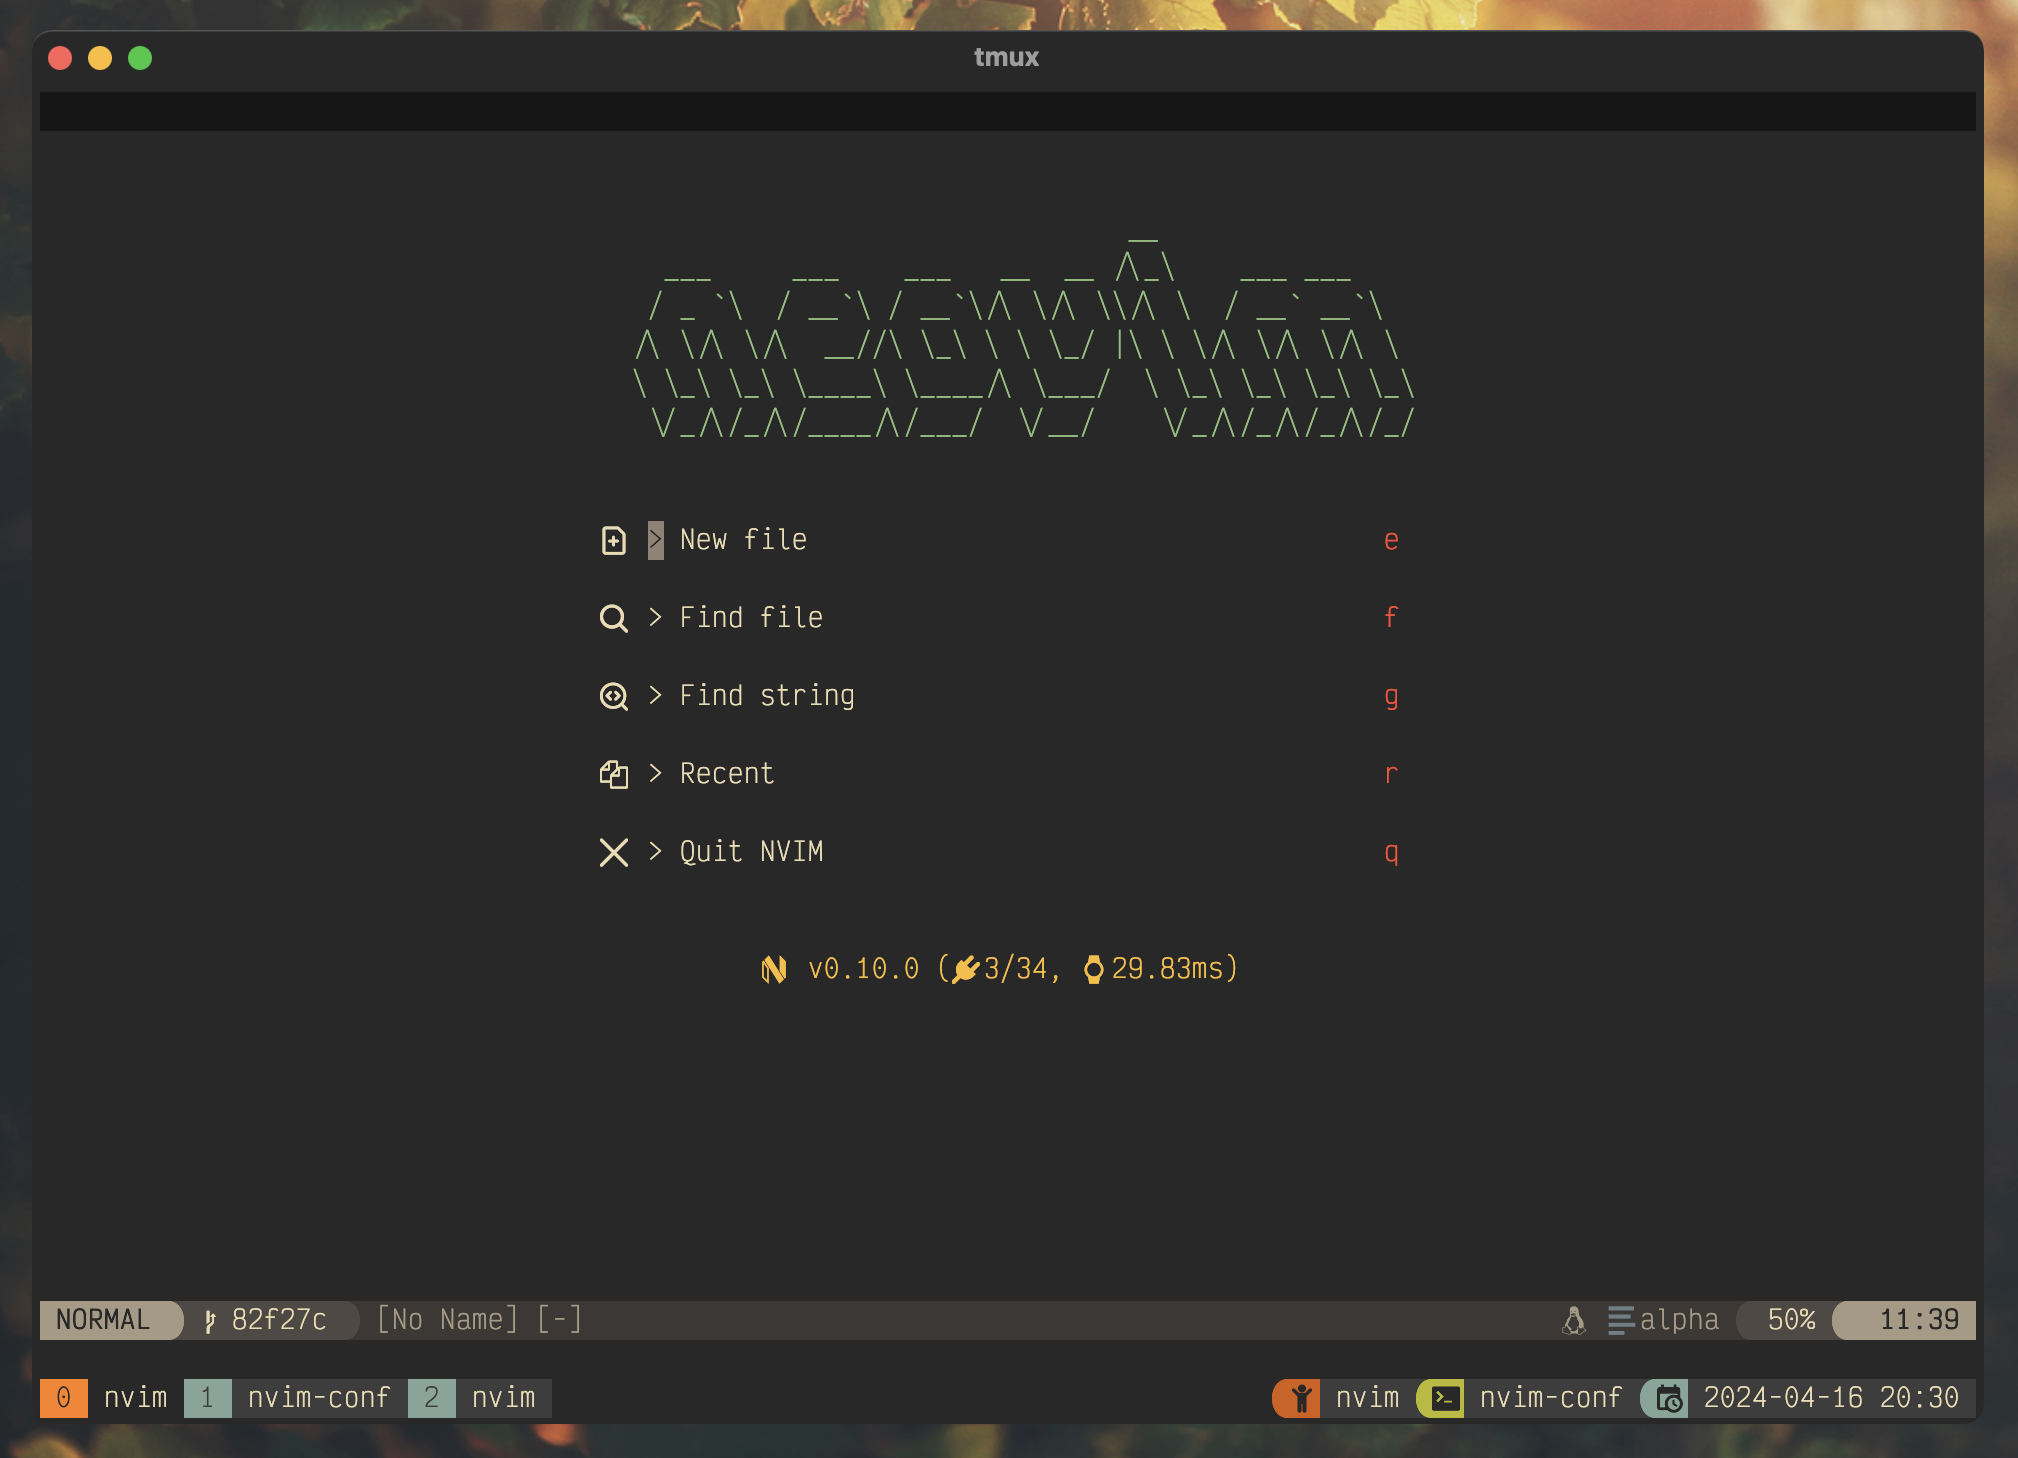 tmux
neovim
> New file e
> Find file f
> Find string g
> Recent r
> Quit NVIM q
v0.10.0 (3/34, 29.83ms)
NORMAL 82f27c [No Name] [-] alpha 50% 11:39
0 nvim 1 nvim-conf 2 nvim nvim nvim-conf 2024-04-16 20:30